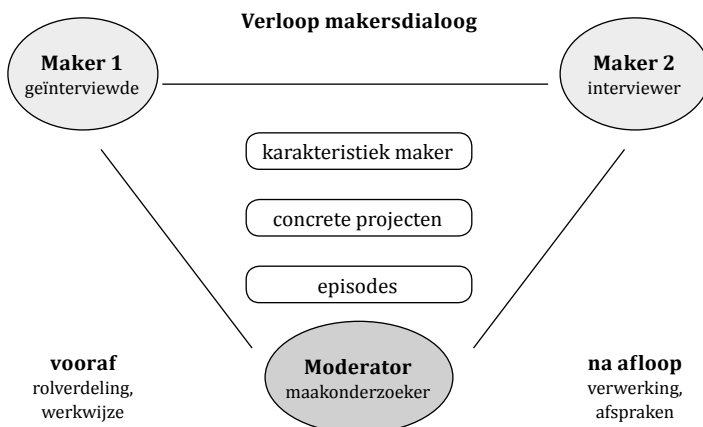 Verloop makersdialoog
Maker 1
geïnterviewde
Maker 2
interviewer
karakteristiek maker
concrete projecten
episodes
vooraf
rolverdeling,
werkwijze
Moderator
maakonderzoeker
na afloop
verwerking,
afspraken